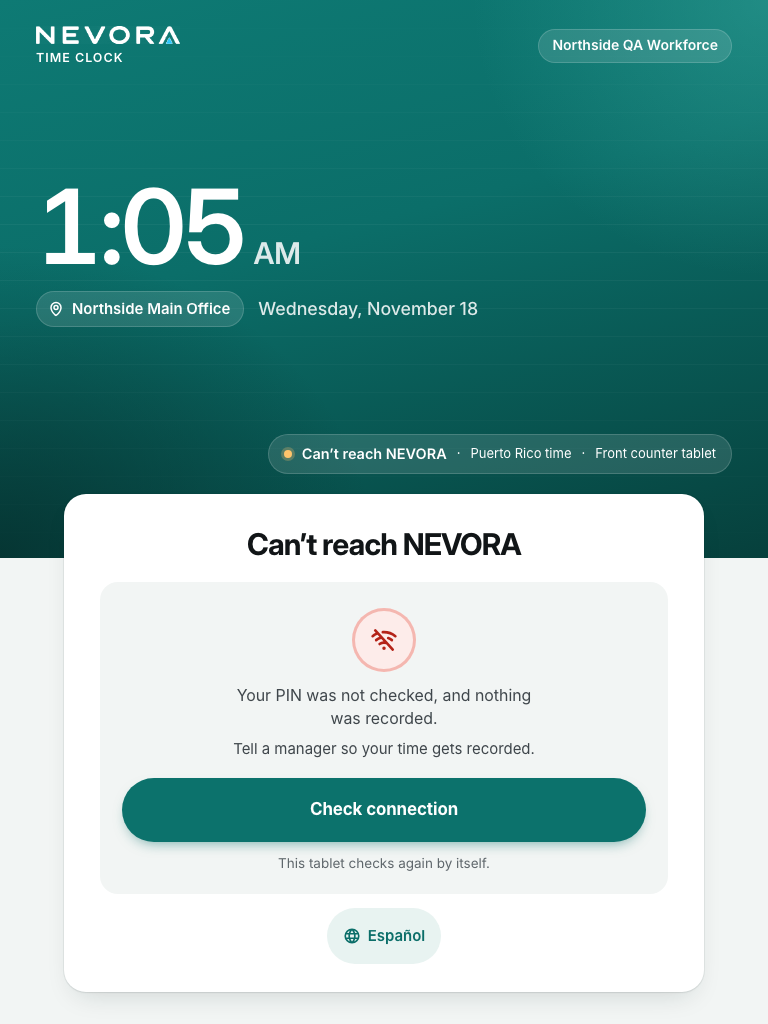 NEVORA
TIME CLOCK
Northside QA Workforce
1:05 AM
Northside Main Office
Wednesday, November 18
Can’t reach NEVORA · Puerto Rico time · Front counter tablet
Can’t reach NEVORA
Your PIN was not checked, and nothing
was recorded.
Tell a manager so your time gets recorded.
Check connection
This tablet checks again by itself.
Español